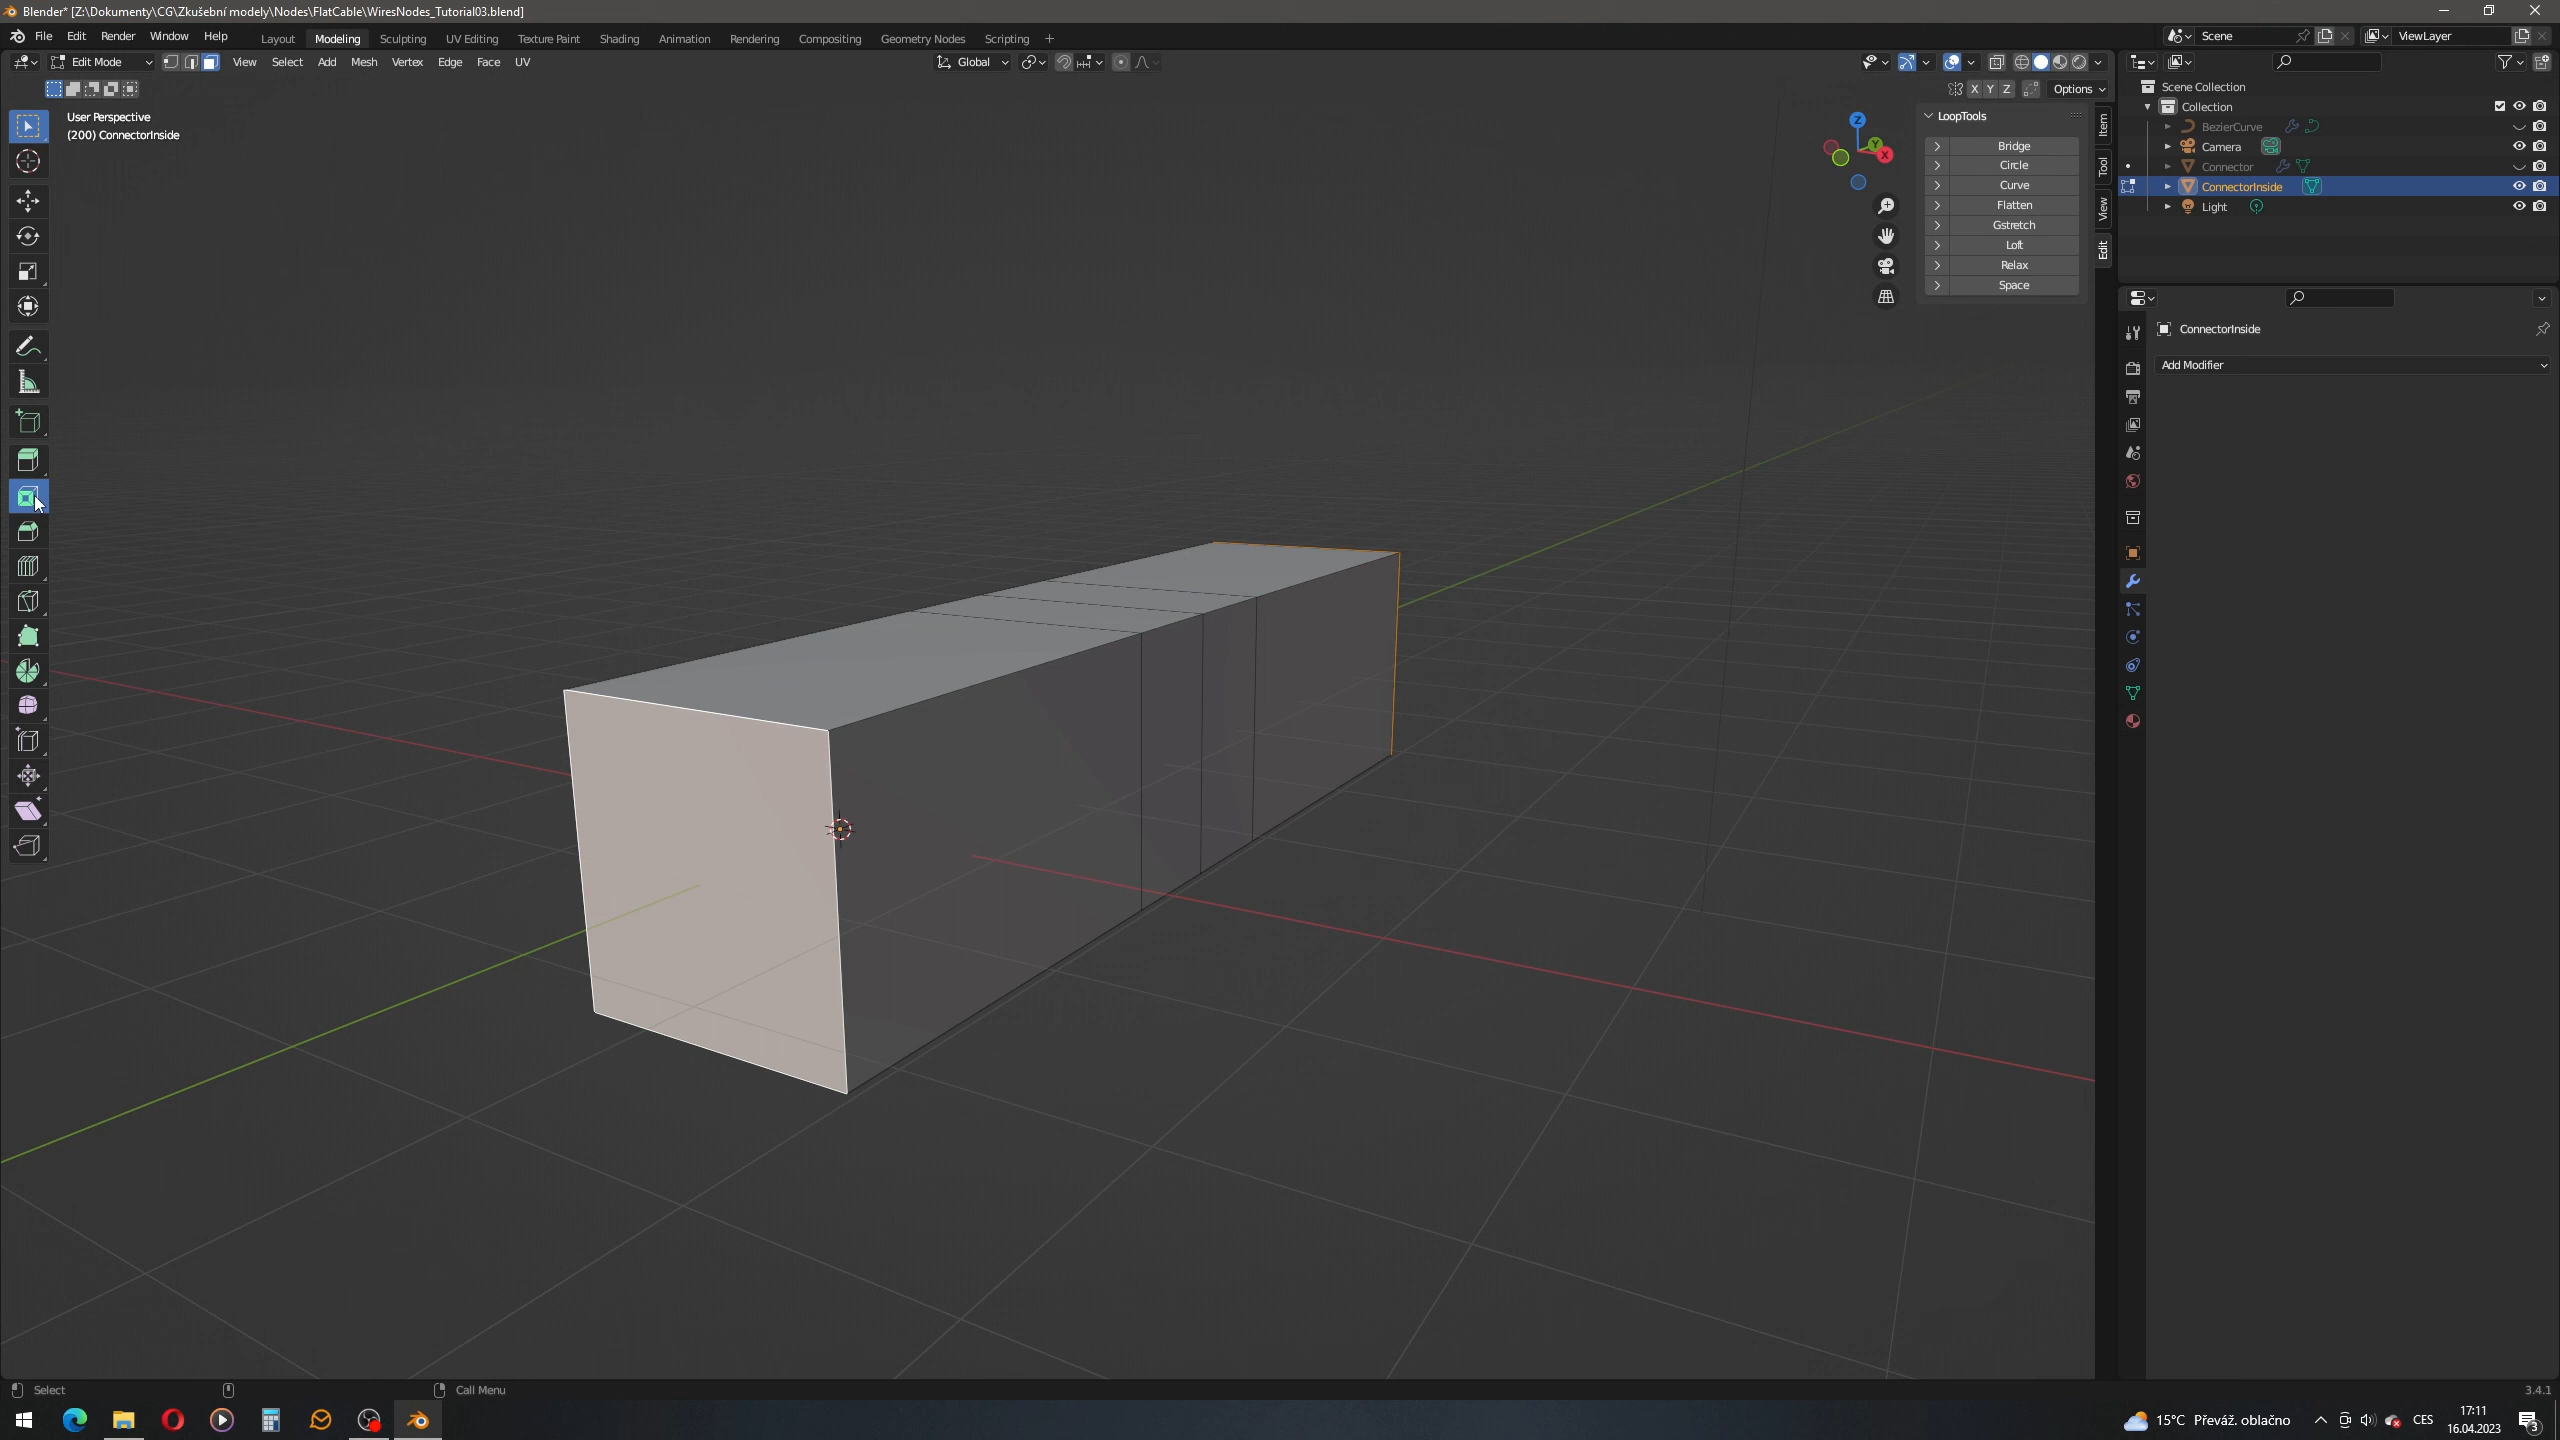 Blender* [Z:\Dokumenty\CG\Zkušební modely\Nodes\FlatCable\WiresNodes_Tutorial03.blend]
File Edit Render Window Help Layout Modeling Sculpting UV Editing Texture Paint Shading Animation Rendering Compositing Geometry Nodes Scripting +
Scene
ViewLayer
Edit Mode View Select Add Mesh Vertex Edge Face UV
Global
X Y Z Options
User Perspective
(200) ConnectorInside
Z
Y
X
LoopTools
Bridge
Circle
Curve
Flatten
Gstretch
Loft
Relax
Space
Item
Tool
View
Edit
Scene Collection
Collection
BezierCurve
Camera
Connector
ConnectorInside
Light
ConnectorInside
Add Modifier
Select
Call Menu
3.4.1
15°C Převáž. oblačno
CES
17:11
16.04.2023
3